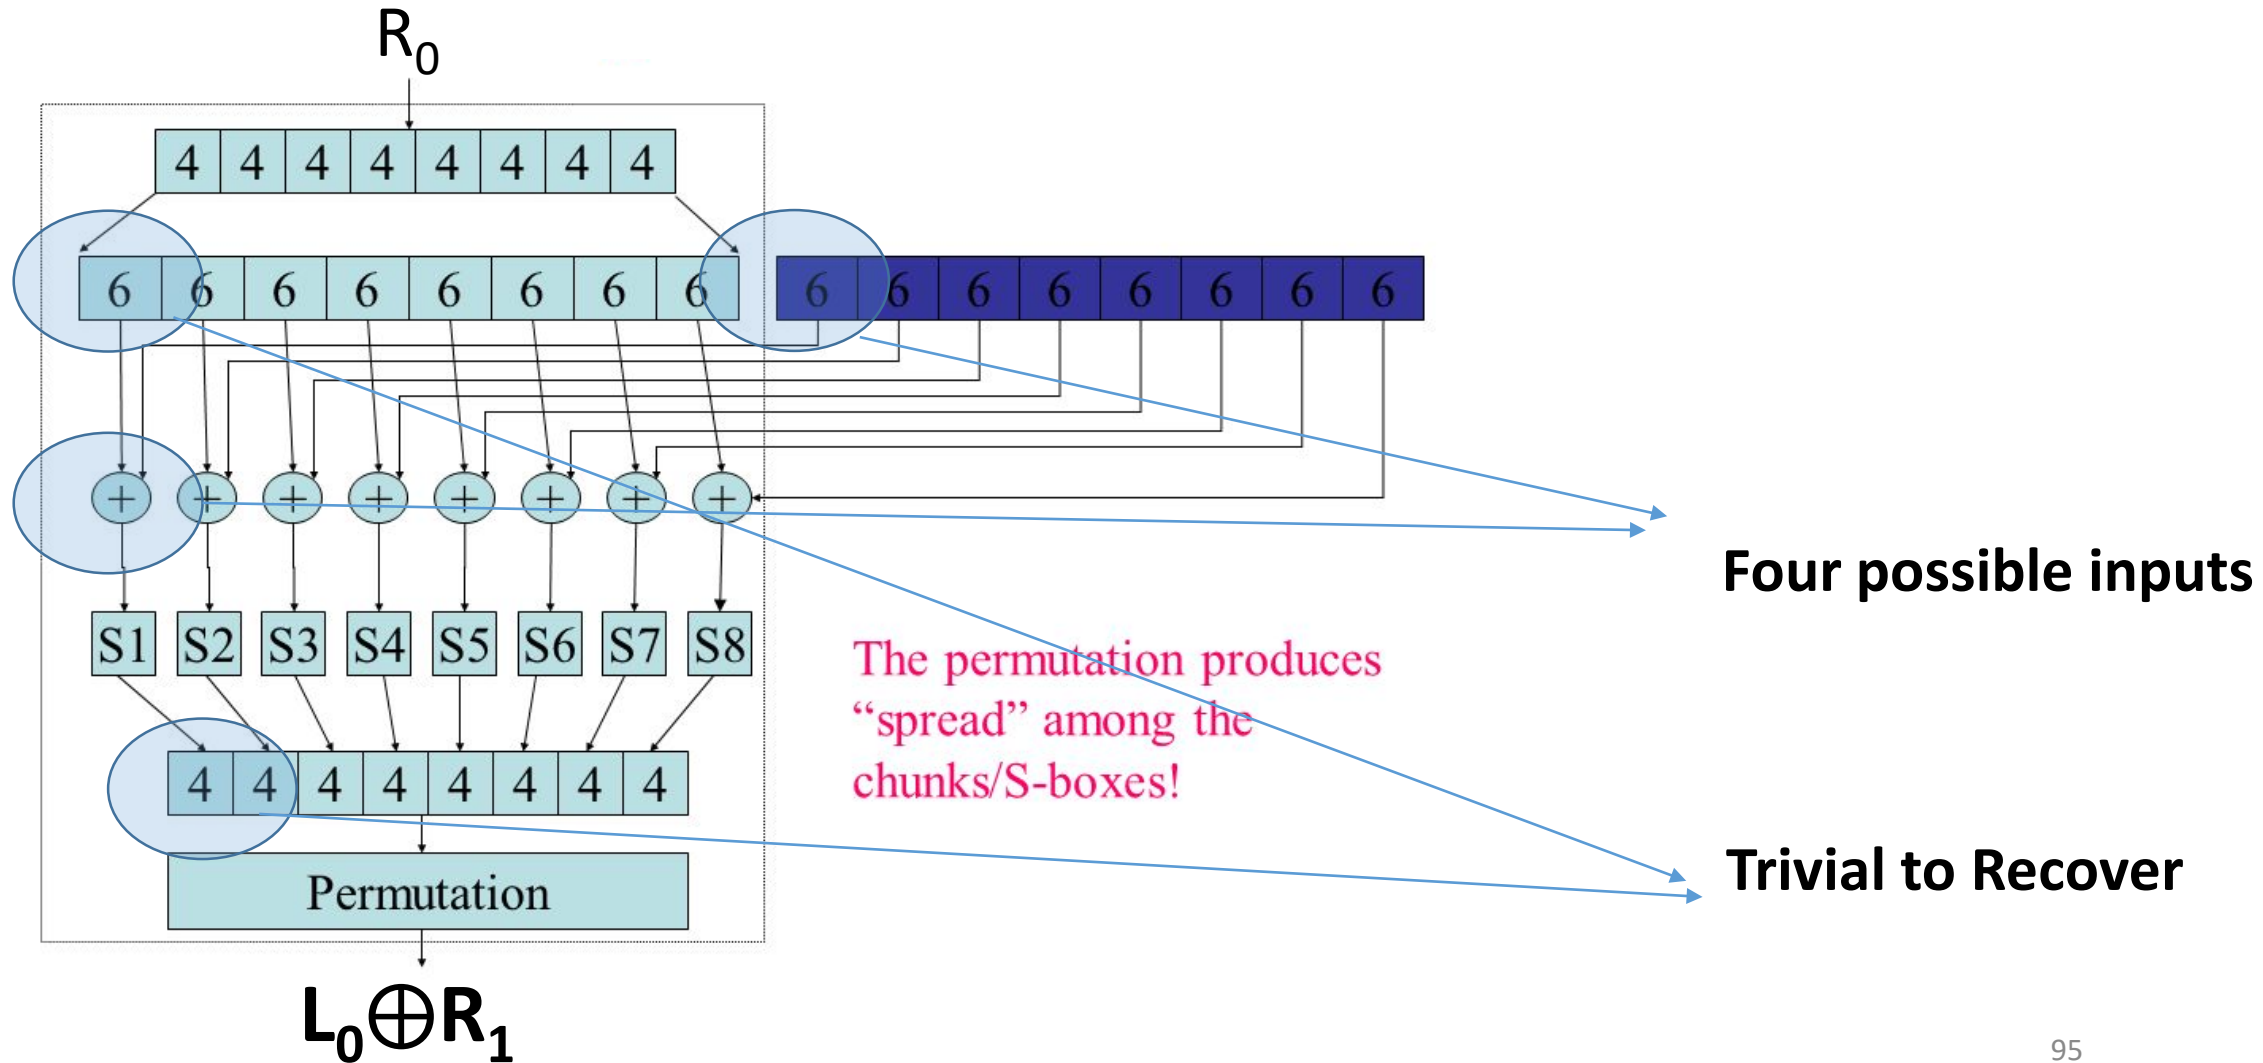 R₀
4 4 4 4 4 4 4 4
6 6 6 6 6 6 6 6 6 6 6 6 6 6 6 6
+ + + + + + + +
Four possible inputs
S1 S2 S3 S4 S5 S6 S7 S8
The permutation produces
“spread” among the
chunks/S-boxes!
4 4 4 4 4 4 4 4
Trivial to Recover
Permutation
L₀⊕R₁
95